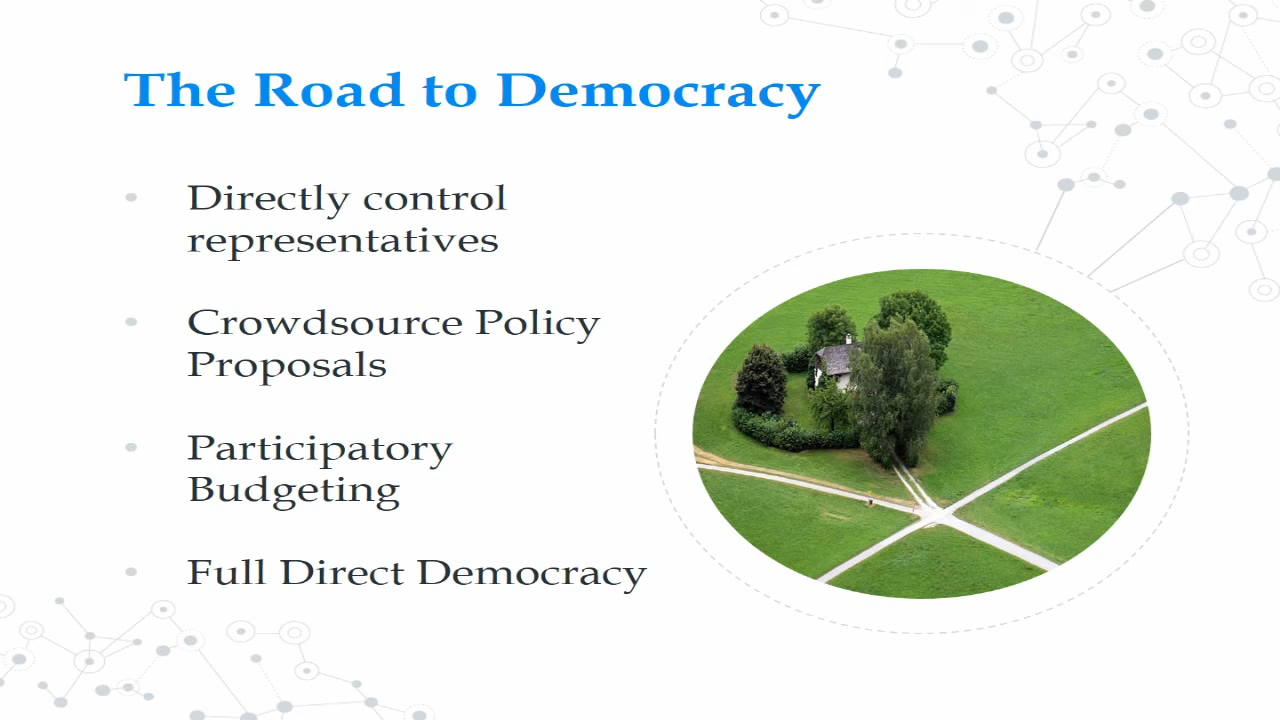 The Road to Democracy
Directly control
representatives
Crowdsource Policy
Proposals
Participatory
Budgeting
Full Direct Democracy